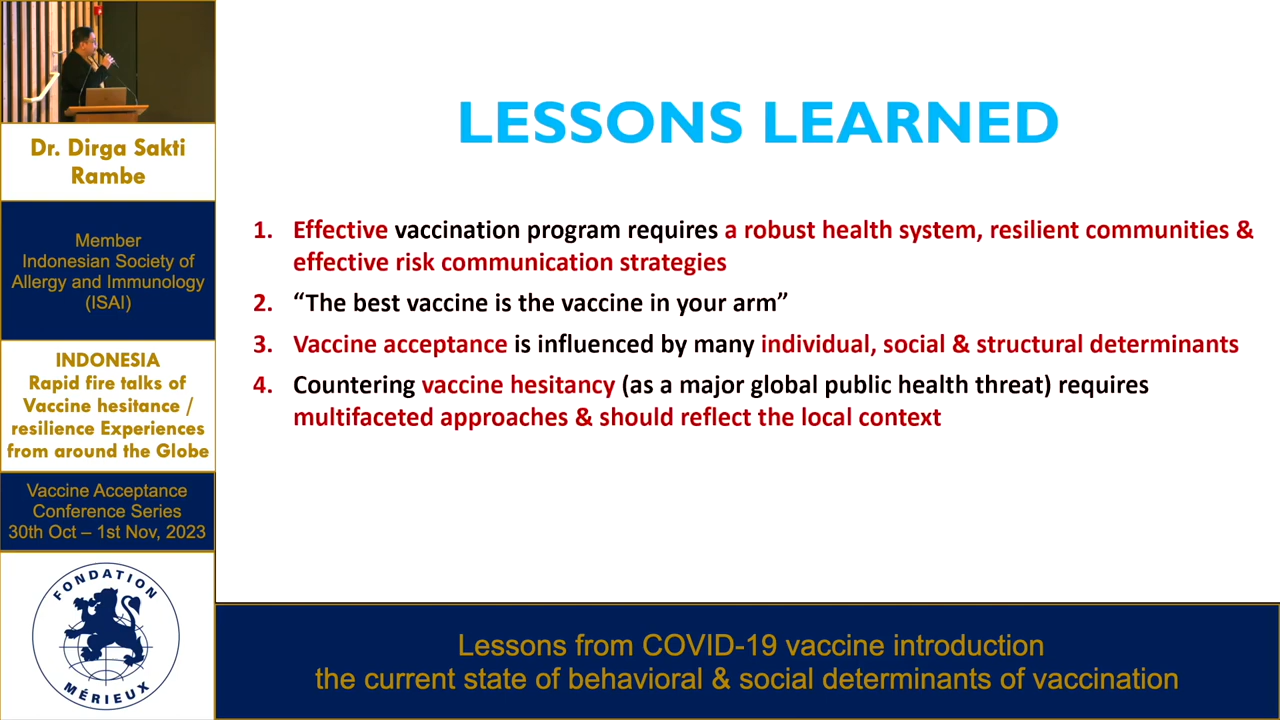 Dr. Dirga Sakti
Rambe
Member
Indonesian Society of
Allergy and Immunology
(ISAI)
INDONESIA
Rapid fire talks of
Vaccine hesitance /
resilience Experiences
from around the Globe
Vaccine Acceptance
Conference Series
30th Oct – 1st Nov, 2023
FONDATION
MÉRIEUX
LESSONS LEARNED
1. Effective vaccination program requires a robust health system, resilient communities &
effective risk communication strategies
2. “The best vaccine is the vaccine in your arm”
3. Vaccine acceptance is influenced by many individual, social & structural determinants
4. Countering vaccine hesitancy (as a major global public health threat) requires
multifaceted approaches & should reflect the local context
Lessons from COVID-19 vaccine introduction
the current state of behavioral & social determinants of vaccination